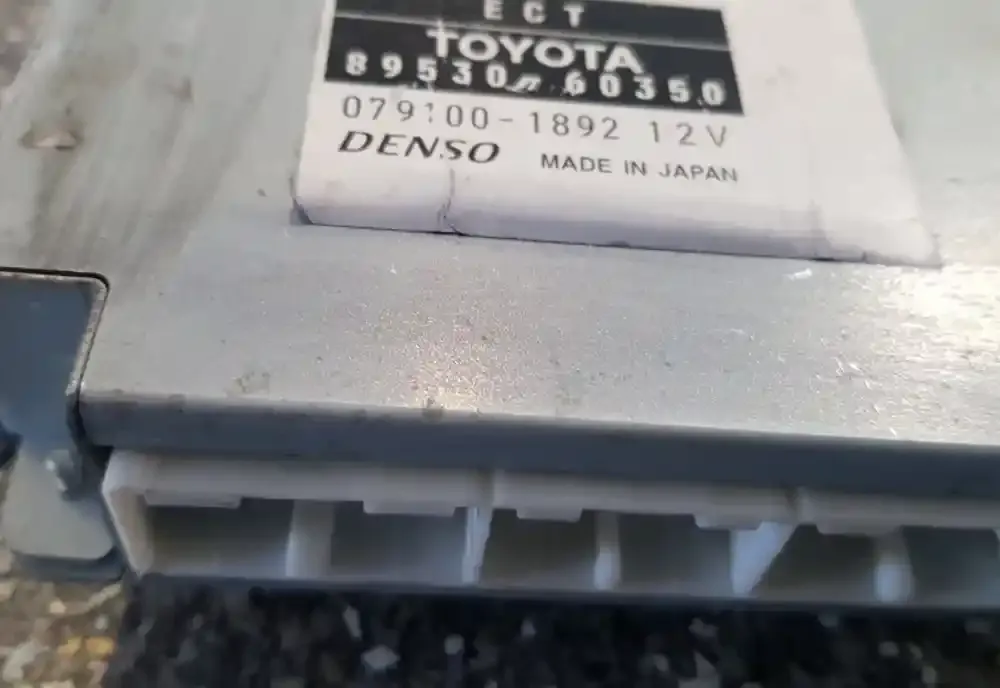 ECT
TOYOTA
89530-60350
079100-1892 12V
DENSO MADE IN JAPAN